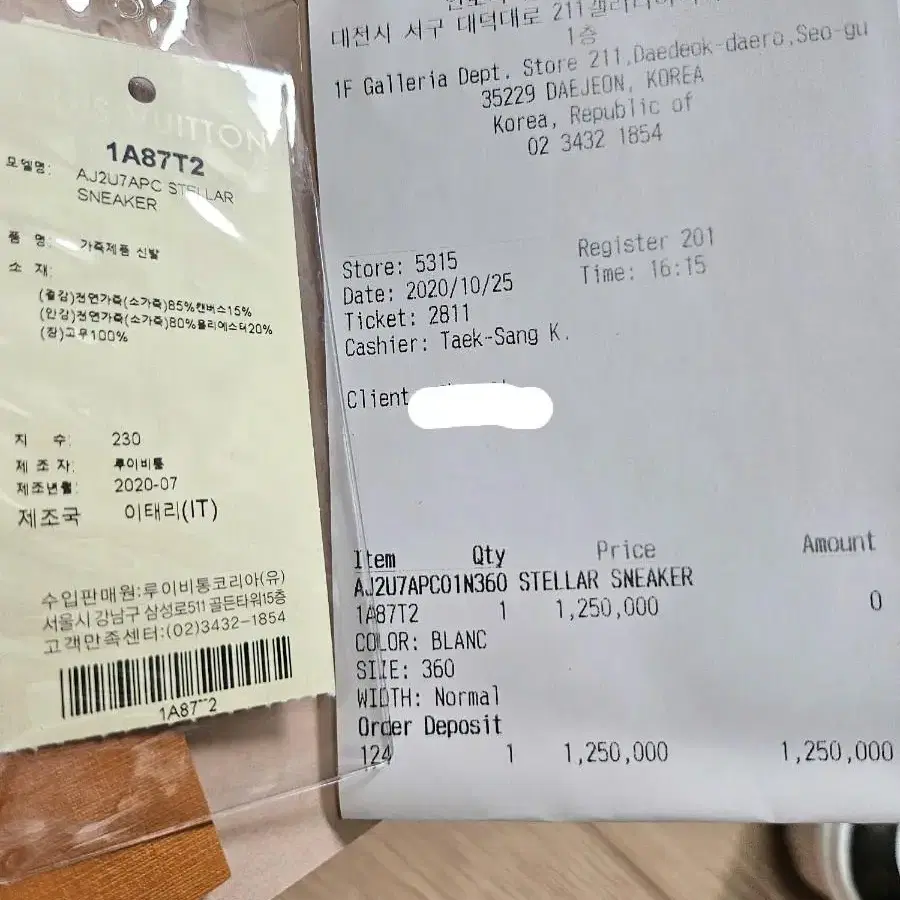 VUITTON
1A87T2
모델명: AJ2U7APC STELLAR
SNEAKER
품 명: 가죽제품 신발
소 재:
(겉감)천연가죽(소가죽)85%캔버스15%
(안감)천연가죽(소가죽)80%폴리에스터20%
(창)고무100%
치 수: 230
제 조 자: 루이비통
제조년월: 2020-07
제조국 이태리(IT)
수입판매원:루이비통코리아(유)
서울시 강남구 삼성로511 골든타워15층
고객만족센터:(02)3432-1854
1A87T2
대전시 서구 대덕대로 211갤러리아
1층
1F Galleria Dept. Store 211,Daedeok-daero,Seo-gu
35229 DAEJEON, KOREA
Korea, Republic of
02 3432 1854
Store: 5315 Register 201
Date: 2020/10/25 Time: 16:15
Ticket: 2811
Cashier: Taek-Sang K.
Client
Item Qty Price Amount
AJ2U7APC01N360 STELLAR SNEAKER
1A87T2 1 1,250,000 0
COLOR: BLANC
SIZE: 360
WIDTH: Normal
Order Deposit
124 1 1,250,000 1,250,000